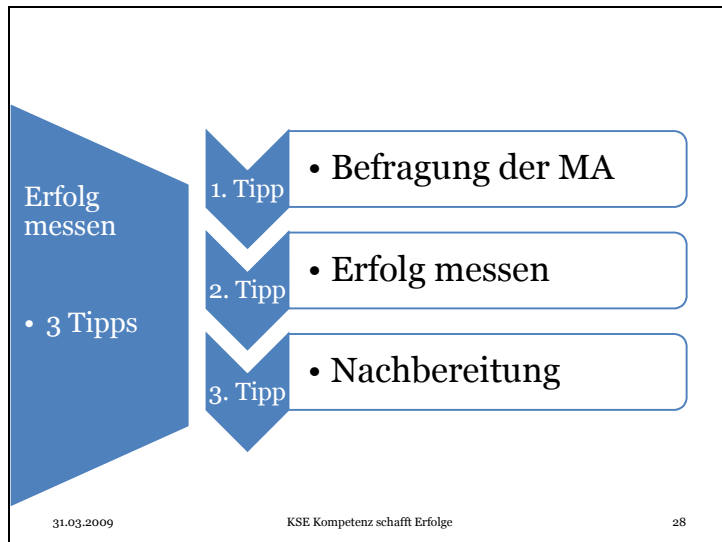 Erfolg
messen
• 3 Tipps
1. Tipp
• Befragung der MA
2. Tipp
• Erfolg messen
3. Tipp
• Nachbereitung
31.03.2009
KSE Kompetenz schafft Erfolge
28